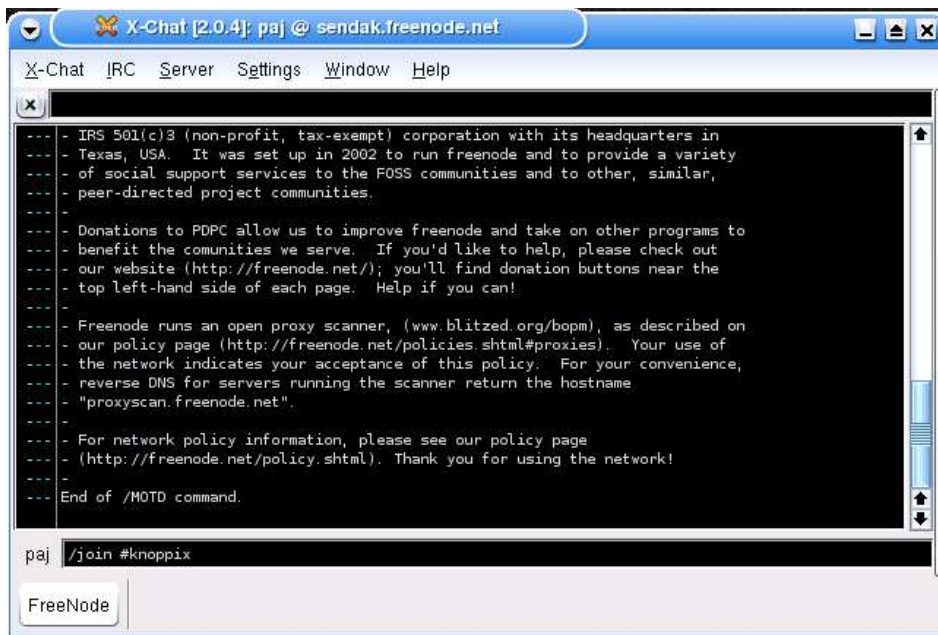 X-Chat [2.0.4]: paj @ sendak.freenode.net
X-Chat IRC Server Settings Window Help
x
--- - IRS 501(c)3 (non-profit, tax-exempt) corporation with its headquarters in
--- - Texas, USA. It was set up in 2002 to run freenode and to provide a variety
--- - of social support services to the FOSS communities and to other, similar,
--- - peer-directed project communities.
--- -
--- - Donations to PDPC allow us to improve freenode and take on other programs to
--- - benefit the comunities we serve. If you'd like to help, please check out
--- - our website (http://freenode.net/); you'll find donation buttons near the
--- - top left-hand side of each page. Help if you can!
--- -
--- - Freenode runs an open proxy scanner, (www.blitzed.org/bopm), as described on
--- - our policy page (http://freenode.net/policies.shtml#proxies). Your use of
--- - the network indicates your acceptance of this policy. For your convenience,
--- - reverse DNS for servers running the scanner return the hostname
--- - "proxyscan.freenode.net".
--- -
--- - For network policy information, please see our policy page
--- - (http://freenode.net/policy.shtml). Thank you for using the network!
--- -
--- End of /MOTD command.
paj /join #knoppix
FreeNode